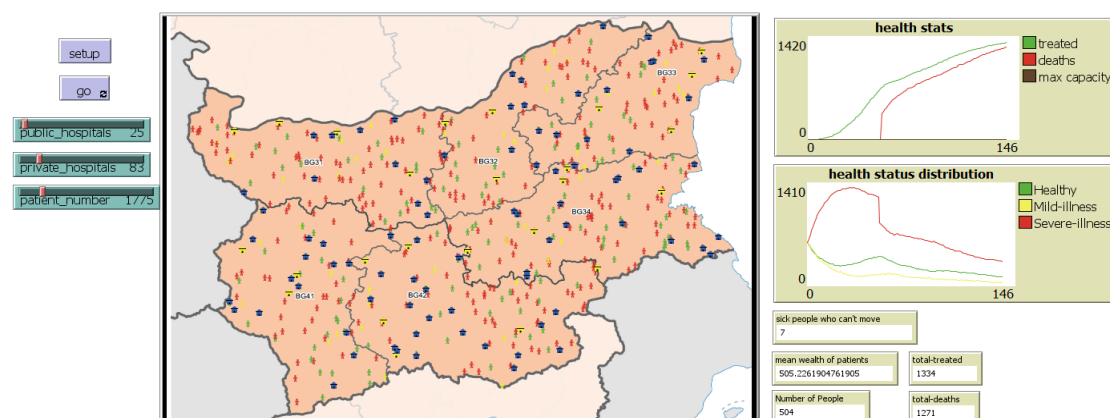 setup
go
public_hospitals 25
private_hospitals 83
patient_number 1775
BG31
BG32
BG33
BG34
BG41
BG42
health stats
1420
0
0
146
treated
deaths
max capacity
health status distribution
1410
0
0
146
Healthy
Mild-illness
Severe-illness
sick people who can't move
7
mean wealth of patients
505.2261904761905
total-treated
1334
Number of People
504
total-deaths
1271